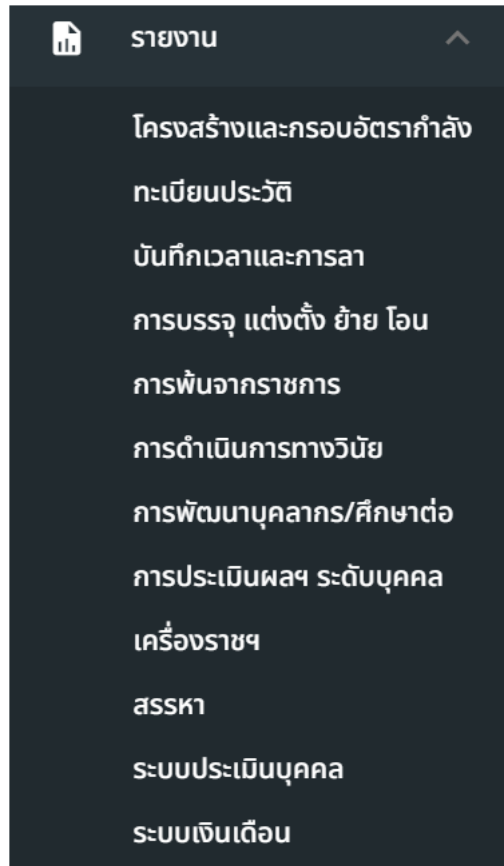 รายงาน
โครงสร้างและกรอบอัตรากำลัง
ทะเบียนประวัติ
บันทึกเวลาและการลา
การบรรจุ แต่งตั้ง ย้าย โอน
การพ้นจากราชการ
การดำเนินการทางวินัย
การพัฒนาบุคลากร/ศึกษาต่อ
การประเมินผลฯ ระดับบุคคล
เครื่องราชฯ
สรรหา
ระบบประเมินบุคคล
ระบบเงินเดือน